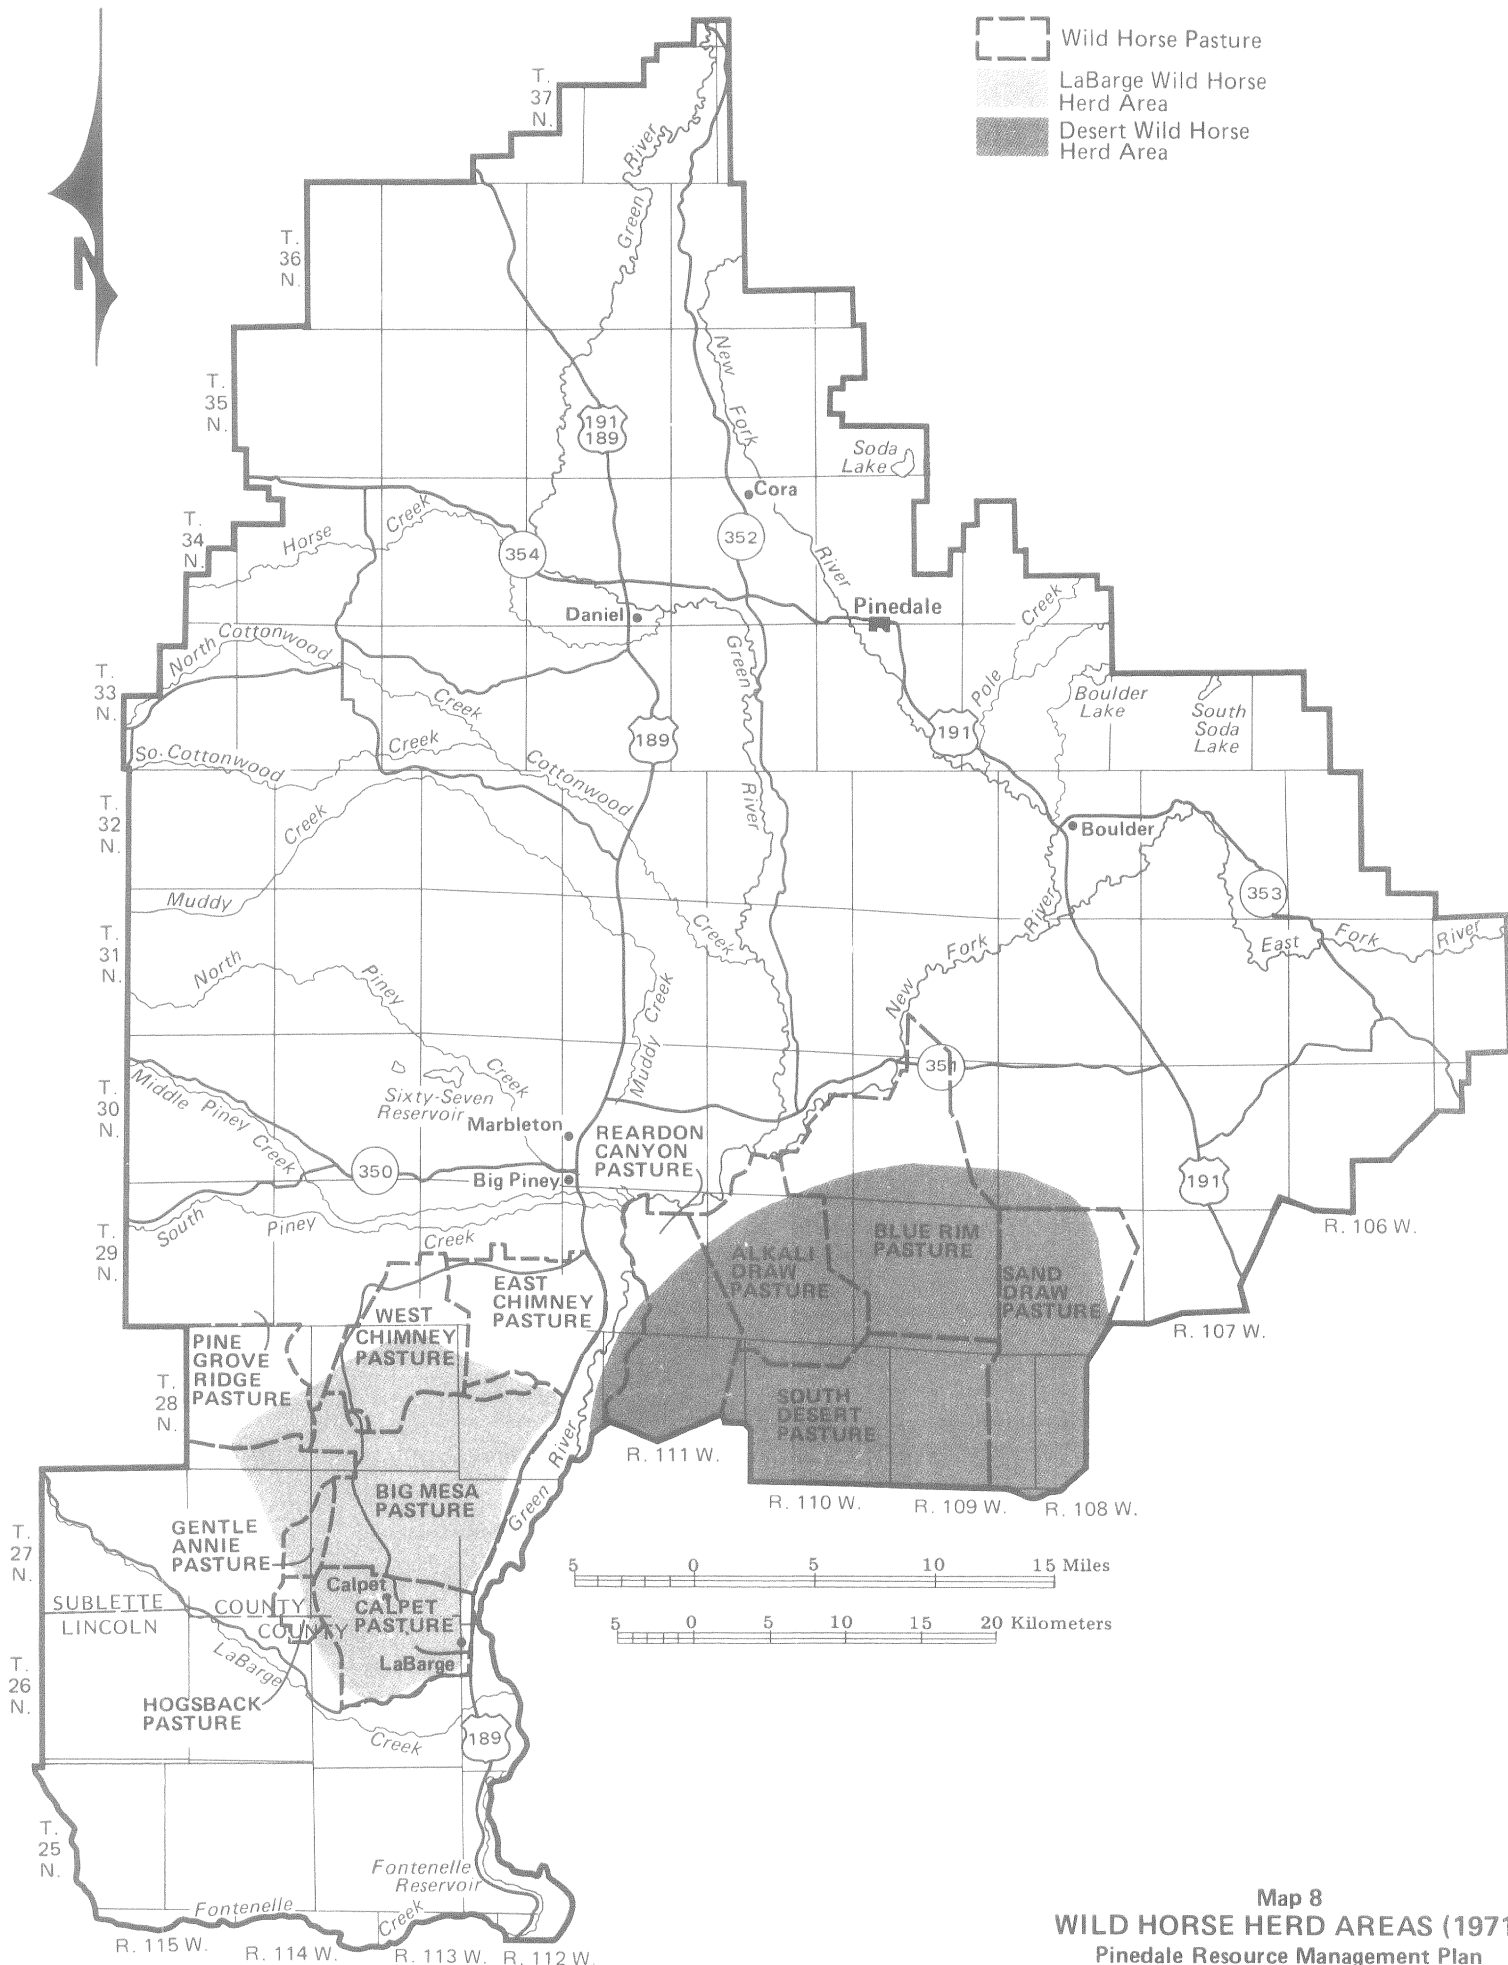 Wild Horse Pasture
LaBarge Wild Horse
Herd Area
Desert Wild Horse
Herd Area
N
T.
37
N.
T.
36
N.
T.
35
N.
T.
34
N.
T.
33
N.
T.
32
N.
T.
31
N.
T.
30
N.
T.
29
N.
T.
28
N.
T.
27
N.
T.
26
N.
T.
25
N.
Green River
New Fork River
191
189
Soda
Lake
Cora
352
354
Horse Creek
Daniel
Pinedale
North Cottonwood Creek
So. Cottonwood Creek
Cottonwood Creek
Green River
Pole Creek
Boulder
Lake
South
Soda
Lake
189
191
Boulder
353
Muddy Creek
Muddy Creek
New Fork River
East Fork River
North Piney Creek
351
Middle Piney Creek
Sixty-Seven
Reservoir
Marbleton
350
Big Piney
South Piney Creek
191
REARDON
CANYON
PASTURE
BLUE RIM
PASTURE
ALKALI
DRAW
PASTURE
SAND
DRAW
PASTURE
EAST
CHIMNEY
PASTURE
WEST
CHIMNEY
PASTURE
PINE
GROVE
RIDGE
PASTURE
SOUTH
DESERT
PASTURE
R. 106 W.
R. 107 W.
R. 111 W.
R. 110 W.
R. 109 W.
R. 108 W.
BIG MESA
PASTURE
Green River
GENTLE
ANNIE
PASTURE
Calpet
CALPET
PASTURE
SUBLETTE COUNTY
LINCOLN COUNTY
LaBarge
LaBarge Creek
HOGSBACK
PASTURE
189
5 0 5 10 15 Miles
5 0 5 10 15 20 Kilometers
Fontenelle
Reservoir
Fontenelle Creek
R. 115 W.
R. 114 W.
R. 113 W.
R. 112 W.
Map 8
WILD HORSE HERD AREAS (1971
Pinedale Resource Management Plan